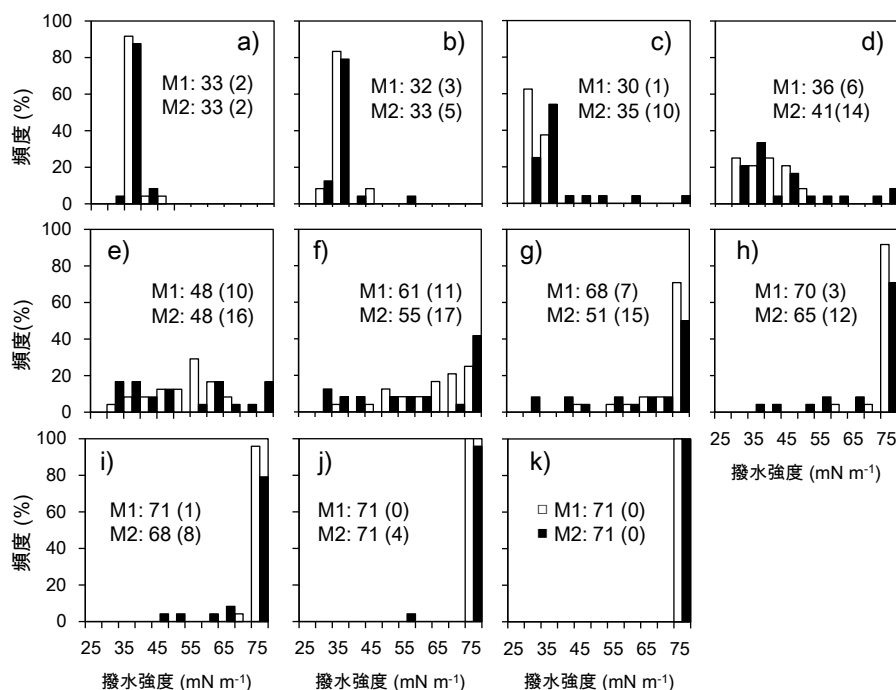 頻度 (%)
100
80
60
40
20
0
a)
M1: 33 (2)
M2: 33 (2)
b)
M1: 32 (3)
M2: 33 (5)
c)
M1: 30 (1)
M2: 35 (10)
d)
M1: 36 (6)
M2: 41(14)
頻度(%)
100
80
60
40
20
0
e)
M1: 48 (10)
M2: 48 (16)
f)
M1: 61 (11)
M2: 55 (17)
g)
M1: 68 (7)
M2: 51 (15)
h)
M1: 70 (3)
M2: 65 (12)
25 35 45 55 65 75
撥水強度 (mN m⁻¹)
頻度 (%)
100
80
60
40
20
0
i)
M1: 71 (1)
M2: 68 (8)
j)
M1: 71 (0)
M2: 71 (4)
k)
M1: 71 (0)
M2: 71 (0)
25 35 45 55 65 75
25 35 45 55 65 75
25 35 45 55 65 75
撥水強度 (mN m⁻¹)
撥水強度 (mN m⁻¹)
撥水強度 (mN m⁻¹)